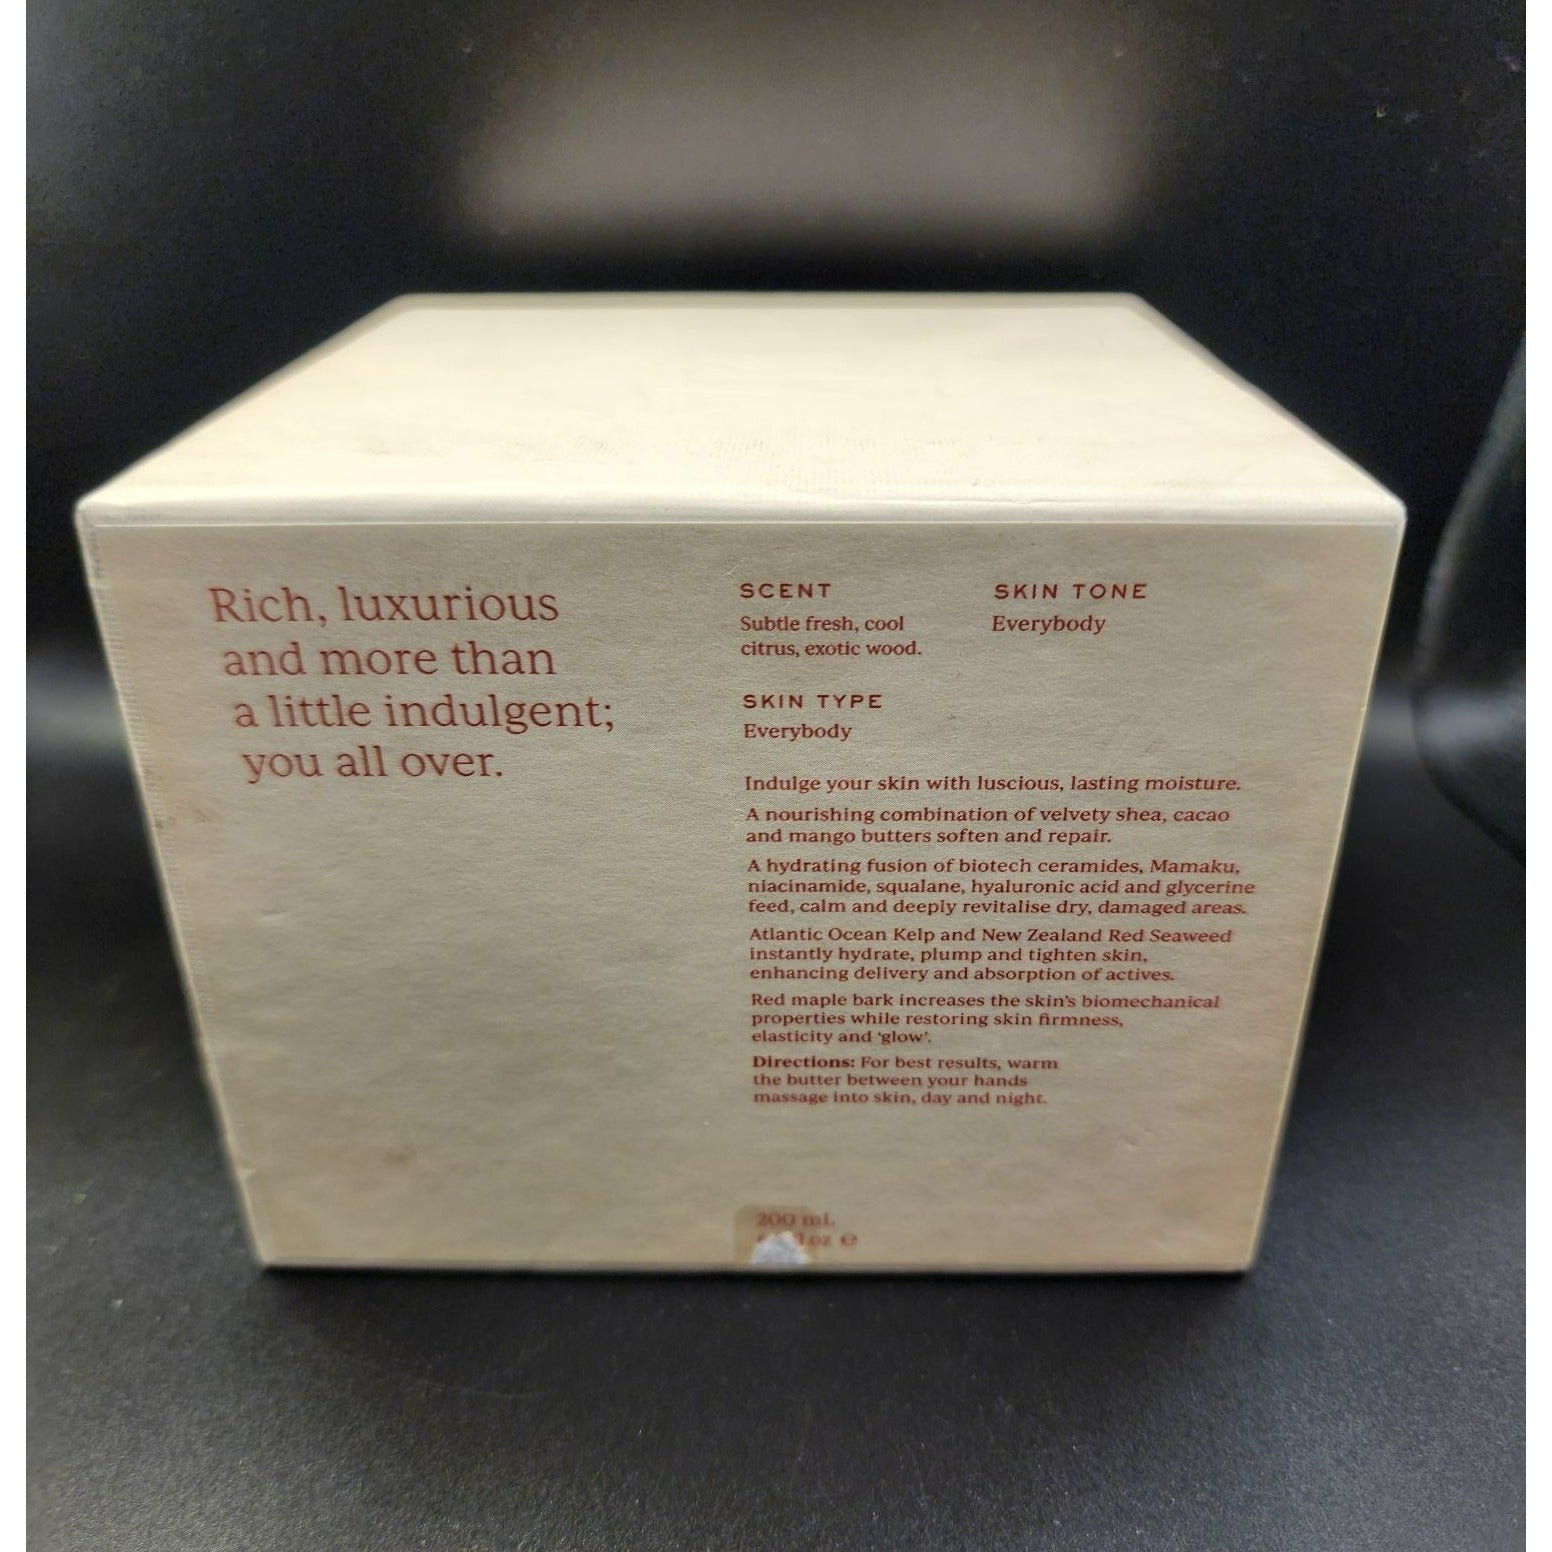 Rich, luxurious
and more than
a little indulgent;
you all over.
SCENT
Subtle fresh, cool
citrus, exotic wood.
SKIN TONE
Everybody
SKIN TYPE
Everybody
Indulge your skin with luscious, lasting moisture.
A nourishing combination of velvety shea, cacao
and mango butters soften and repair.
A hydrating fusion of biotech ceramides, Mamaku,
niacinamide, squalane, hyaluronic acid and glycerine
feed, calm and deeply revitalise dry, damaged areas.
Atlantic Ocean Kelp and New Zealand Red Seaweed
instantly hydrate, plump and tighten skin,
enhancing delivery and absorption of actives.
Red maple bark increases the skin's biomechanical
properties while restoring skin firmness,
elasticity and ‘glow’.
Directions: For best results, warm
the butter between your hands
massage into skin, day and night.
200 mL
oz ℮